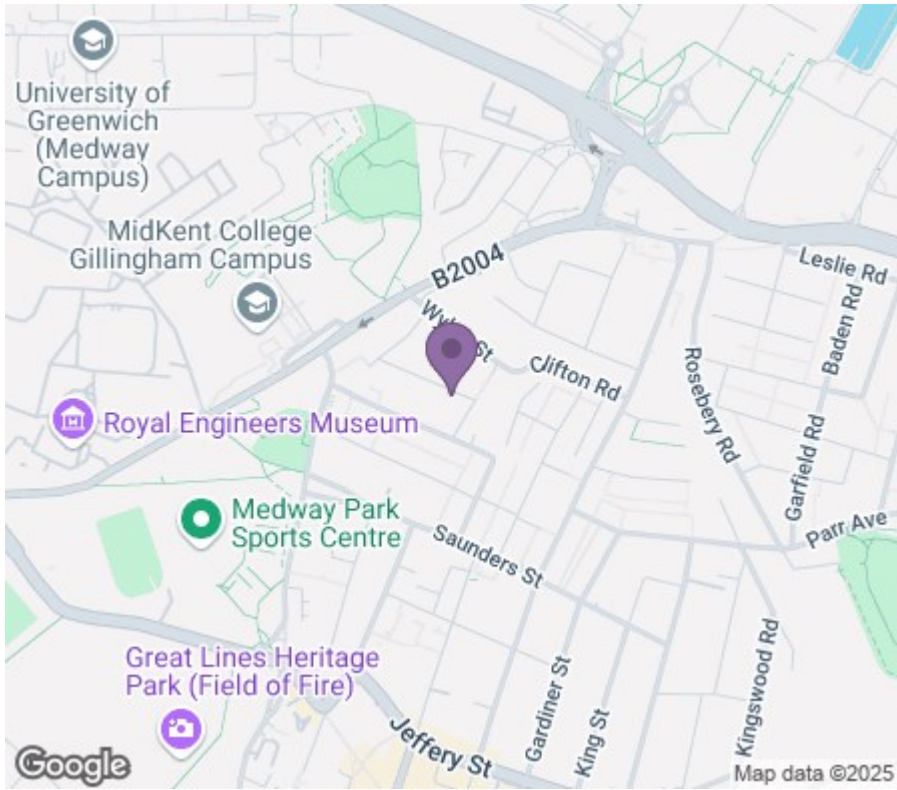 University of
Greenwich
(Medway
Campus)
MidKent College
Gillingham Campus
B2004
Leslie Rd
Baden Rd
Clifton Rd
Rosebery Rd
Royal Engineers Museum
Garfield Rd
Medway Park
Sports Centre
Parr Ave
Saunders St
Great Lines Heritage
Park (Field of Fire)
Gardiner St
King St
Kingswood Rd
Jeffery St
Google
Map data ©2025